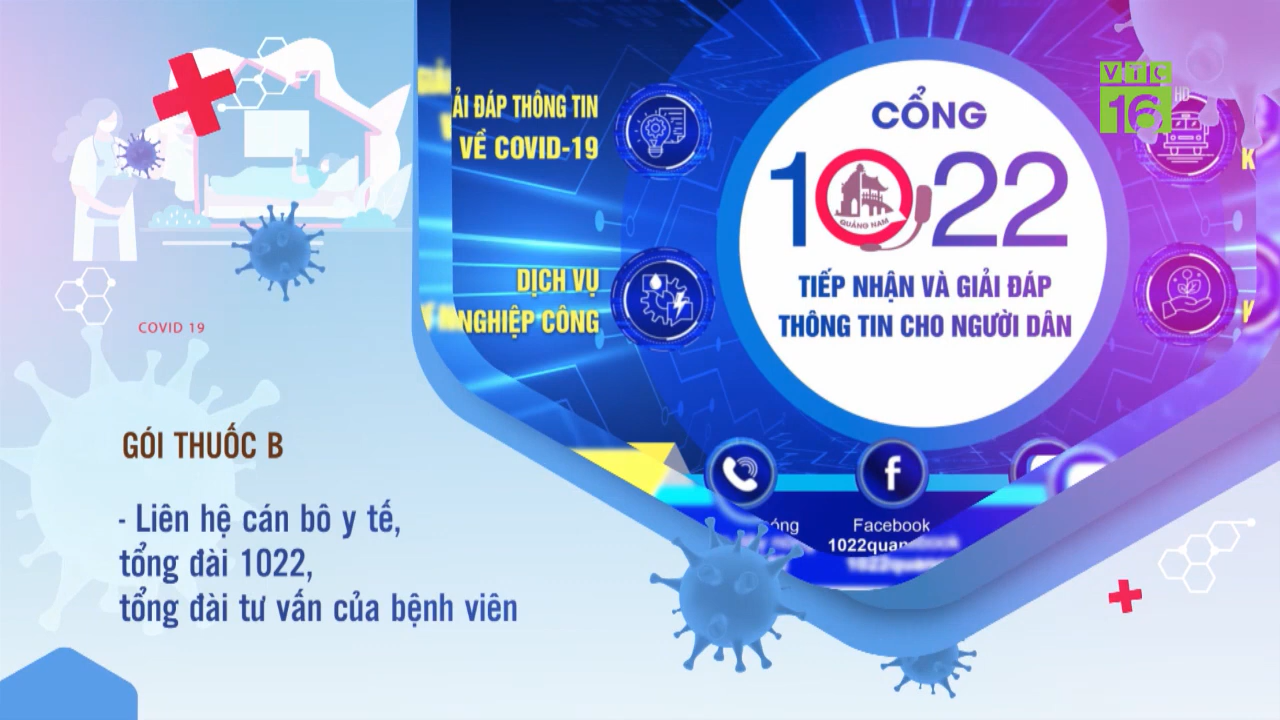 VTC
16
HD
CỔNG
1022
QUẢNG NAM
TIẾP NHẬN VÀ GIẢI ĐÁP
THÔNG TIN CHO NGƯỜI DÂN
ẢI ĐÁP THÔNG TIN
VỀ COVID-19
DỊCH VỤ
NGHIỆP CÔNG
K
Facebook
1022quan
COVID 19
GÓI THUỐC B
- Liên hệ cán bô y tế,
tổng đài 1022,
tổng đài tư vấn của bệnh viên